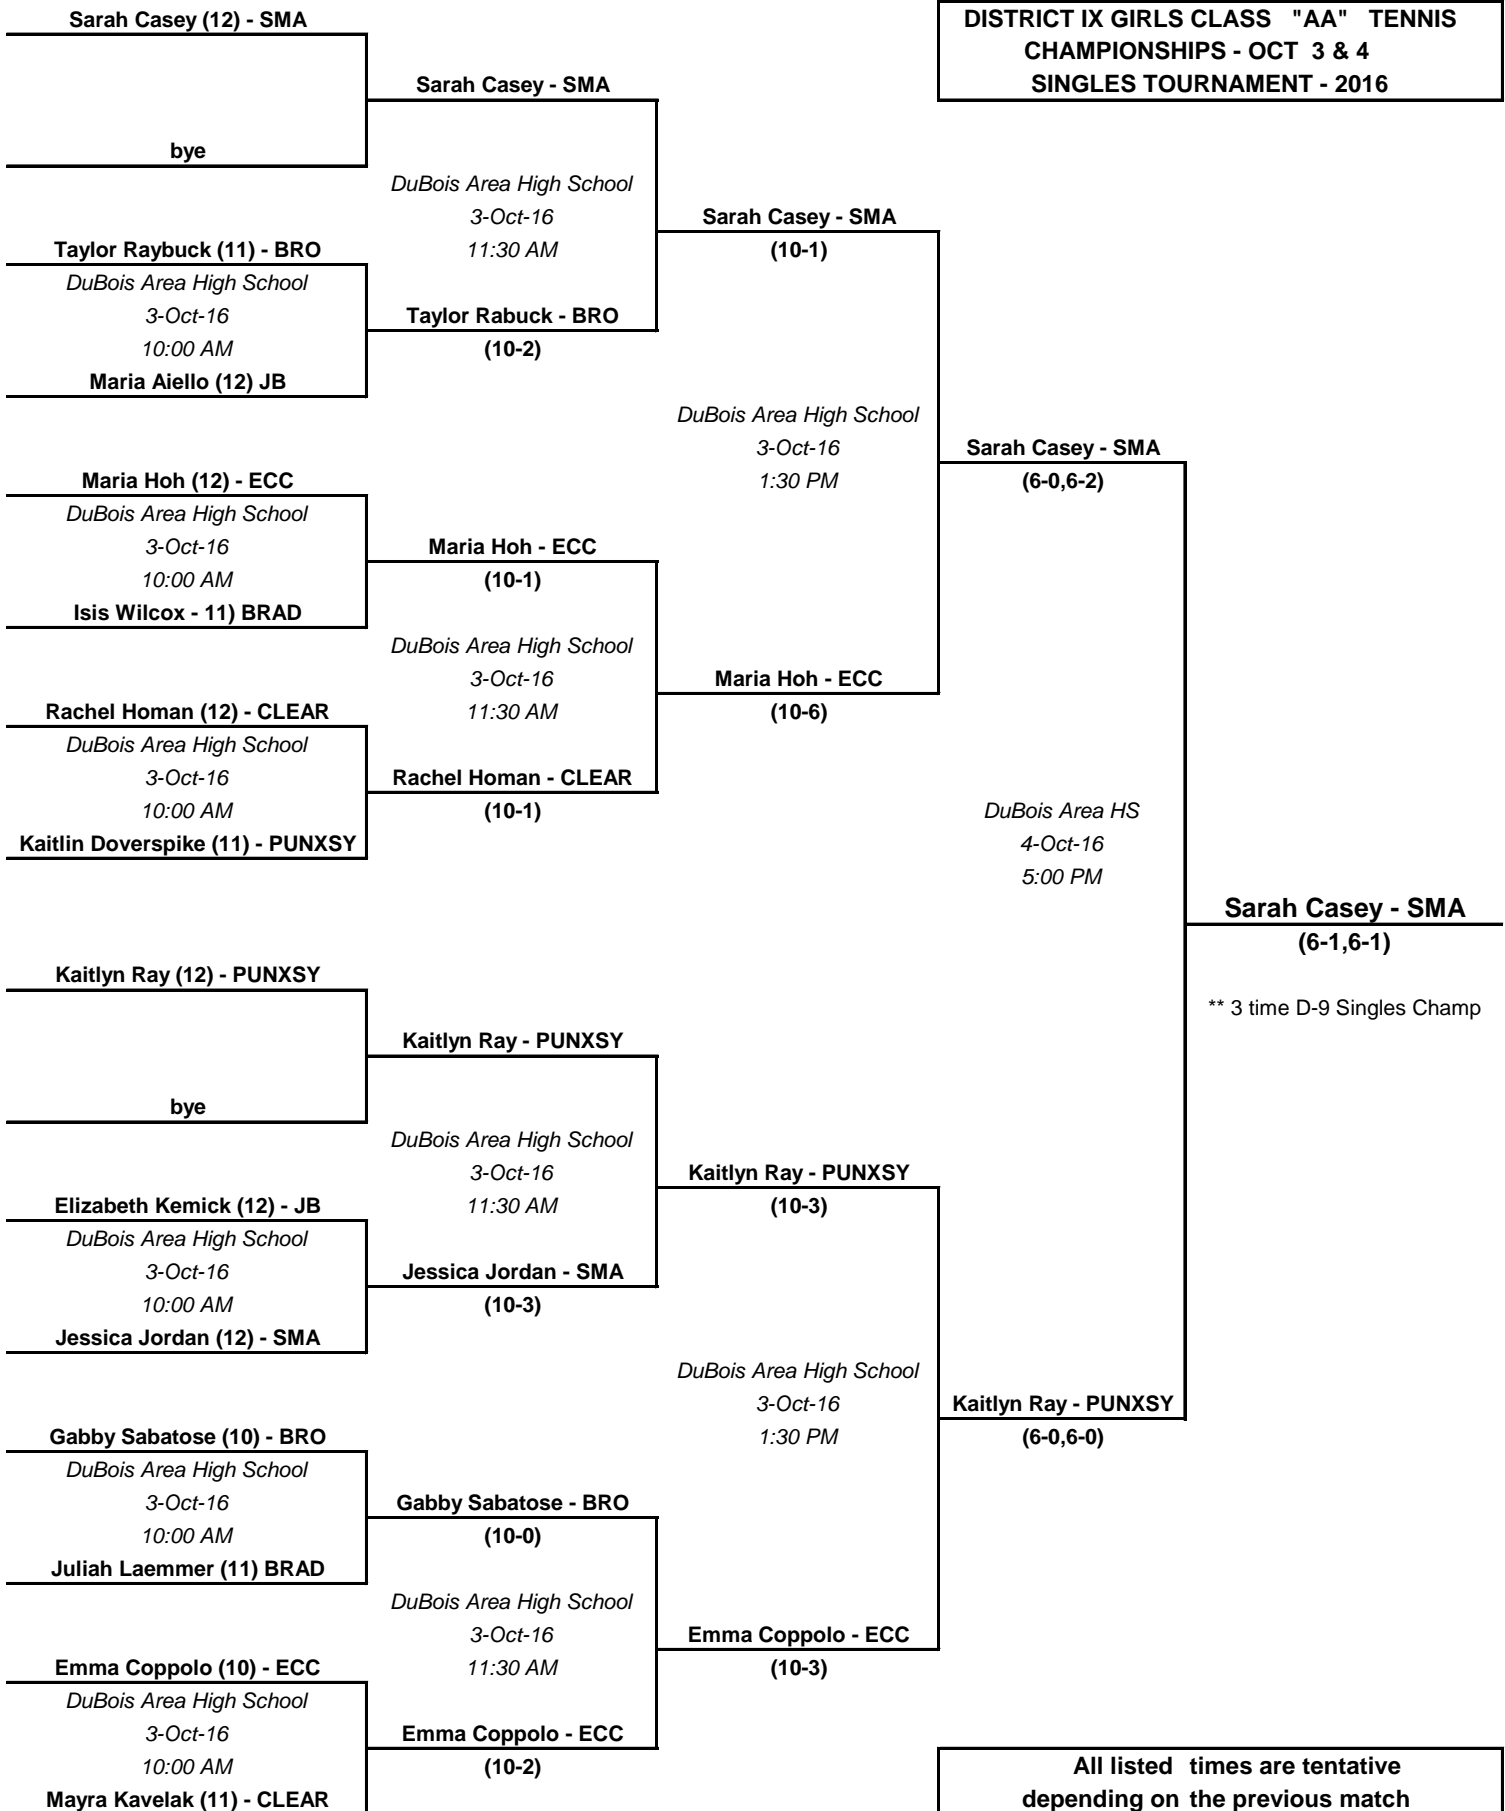 DISTRICT IX GIRLS CLASS "AA" TENNIS
CHAMPIONSHIPS - OCT 3 & 4
SINGLES TOURNAMENT - 2016
Sarah Casey (12) - SMA
bye
Taylor Raybuck (11) - BRO
DuBois Area High School
3-Oct-16
10:00 AM
Maria Aiello (12) JB
Maria Hoh (12) - ECC
DuBois Area High School
3-Oct-16
10:00 AM
Isis Wilcox - 11) BRAD
Rachel Homan (12) - CLEAR
DuBois Area High School
3-Oct-16
10:00 AM
Kaitlin Doverspike (11) - PUNXSY
Kaitlyn Ray (12) - PUNXSY
bye
Elizabeth Kemick (12) - JB
DuBois Area High School
3-Oct-16
10:00 AM
Jessica Jordan (12) - SMA
Gabby Sabatose (10) - BRO
DuBois Area High School
3-Oct-16
10:00 AM
Juliah Laemmer (11) BRAD
Emma Coppolo (10) - ECC
DuBois Area High School
3-Oct-16
10:00 AM
Mayra Kavelak (11) - CLEAR
Sarah Casey - SMA
DuBois Area High School
3-Oct-16
11:30 AM
Taylor Rabuck - BRO
(10-2)
Maria Hoh - ECC
(10-1)
DuBois Area High School
3-Oct-16
11:30 AM
Rachel Homan - CLEAR
(10-1)
Kaitlyn Ray - PUNXSY
DuBois Area High School
3-Oct-16
11:30 AM
Jessica Jordan - SMA
(10-3)
Gabby Sabatose - BRO
(10-0)
DuBois Area High School
3-Oct-16
11:30 AM
Emma Coppolo - ECC
(10-2)
Sarah Casey - SMA
(10-1)
DuBois Area High School
3-Oct-16
1:30 PM
Maria Hoh - ECC
(10-6)
Kaitlyn Ray - PUNXSY
(10-3)
DuBois Area High School
3-Oct-16
1:30 PM
Emma Coppolo - ECC
(10-3)
Sarah Casey - SMA
(6-0,6-2)
DuBois Area HS
4-Oct-16
5:00 PM
Kaitlyn Ray - PUNXSY
(6-0,6-0)
Sarah Casey - SMA
(6-1,6-1)
** 3 time D-9 Singles Champ
All listed times are tentative
depending on the previous match